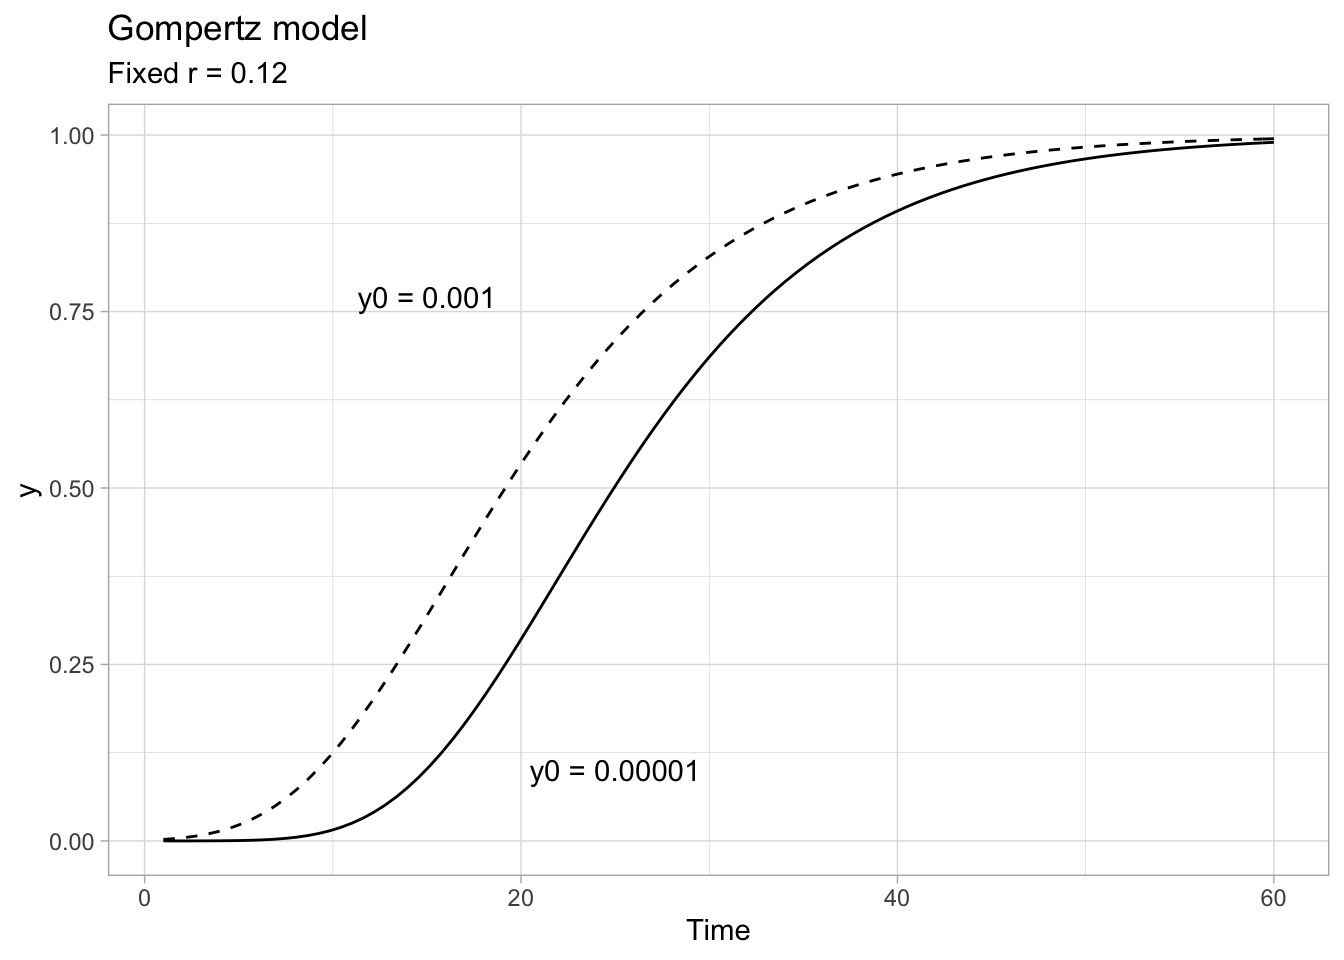 Gompertz model
Fixed r = 0.12
1.00
0.75
0.50
0.25
0.00
y
y0 = 0.001
y0 = 0.00001
0 20 40 60
Time